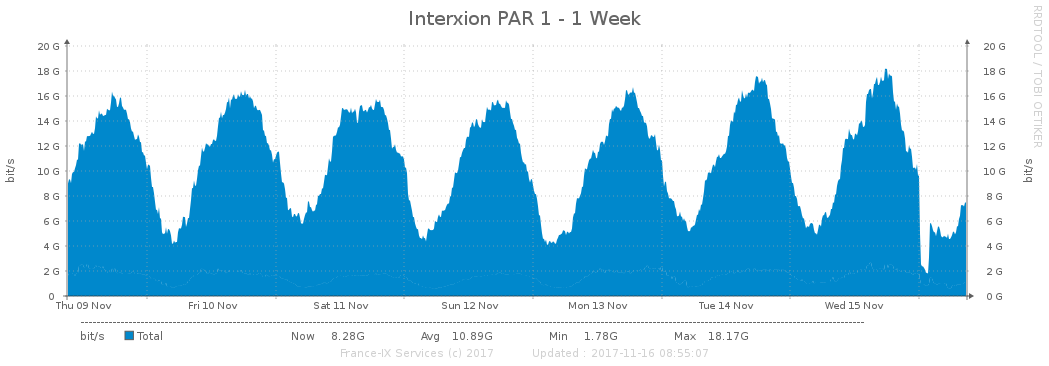 Interxion PAR 1 - 1 Week
RRDTOOL / TOBI OETIKER
20 G 20 G
18 G 18 G
16 G 16 G
14 G 14 G
12 G 12 G
10 G 10 G
8 G 8 G
6 G 6 G
4 G 4 G
2 G 2 G
0 0 G
bit/s bit/s
Thu 09 Nov Fri 10 Nov Sat 11 Nov Sun 12 Nov Mon 13 Nov Tue 14 Nov Wed 15 Nov
bit/s Total Now 8.28G Avg 10.89G Min 1.78G Max 18.17G
France-IX Services (c) 2017 Updated : 2017-11-16 08:55:07